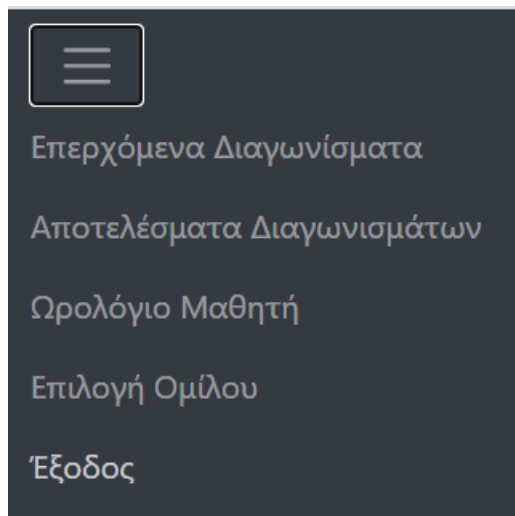 Επερχόμενα Διαγωνίσματα
Αποτελέσματα Διαγωνισμάτων
Ωρολόγιο Μαθητή
Επιλογή Ομίλου
Έξοδος